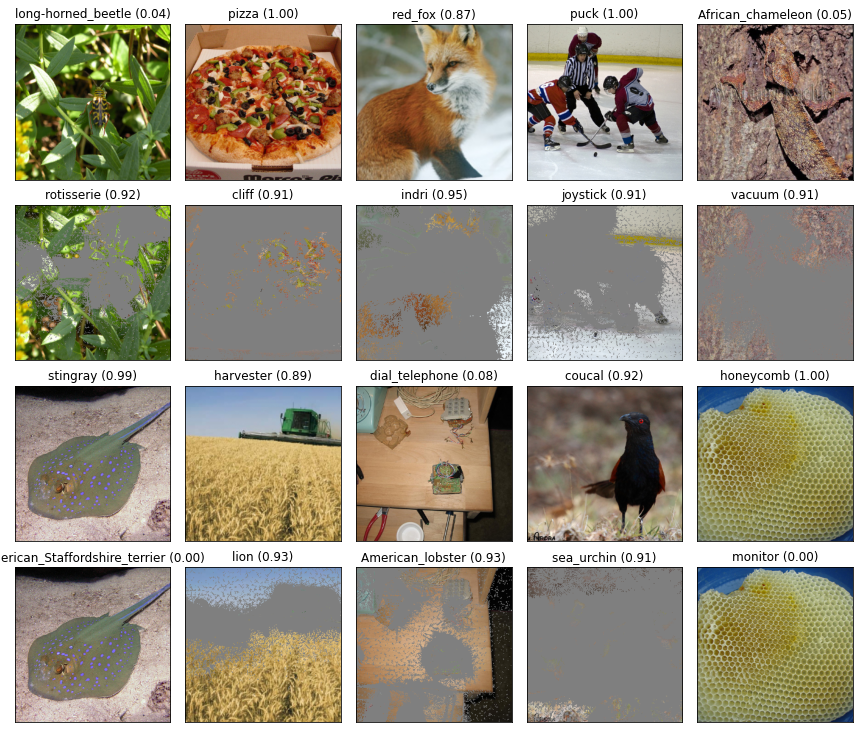 long-horned_beetle (0.04)
pizza (1.00)
red_fox (0.87)
puck (1.00)
African_chameleon (0.05)
rotisserie (0.92)
cliff (0.91)
indri (0.95)
joystick (0.91)
vacuum (0.91)
stingray (0.99)
harvester (0.89)
dial_telephone (0.08)
coucal (0.92)
honeycomb (1.00)
erican_Staffordshire_terrier (0.00)
lion (0.93)
American_lobster (0.93)
sea_urchin (0.91)
monitor (0.00)